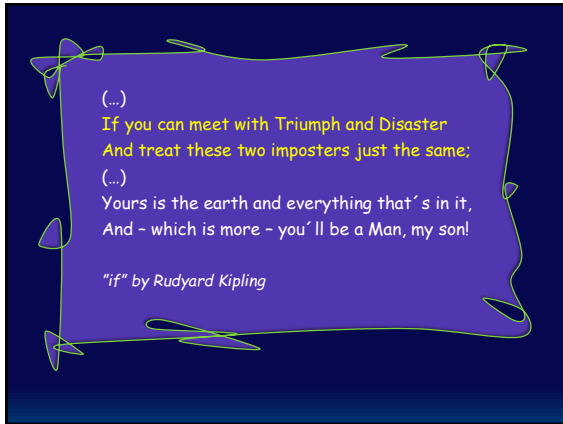 (...)
If you can meet with Triumph and Disaster
And treat these two imposters just the same;
(...)
Yours is the earth and everything that´s in it,
And – which is more – you´ll be a Man, my son!
"if" by Rudyard Kipling